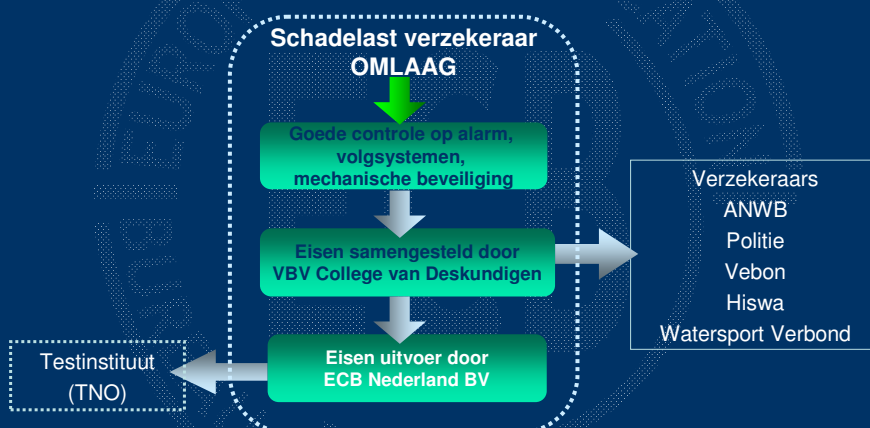 Schadelast verzekeraar
OMLAAG
Goede controle op alarm,
volgsystemen,
mechanische beveiliging
Eisen samengesteld door
VBV College van Deskundigen
Eisen uitvoer door
ECB Nederland BV
Verzekeraars
ANWB
Politie
Vebon
Hiswa
Watersport Verbond
Testinstituut
(TNO)